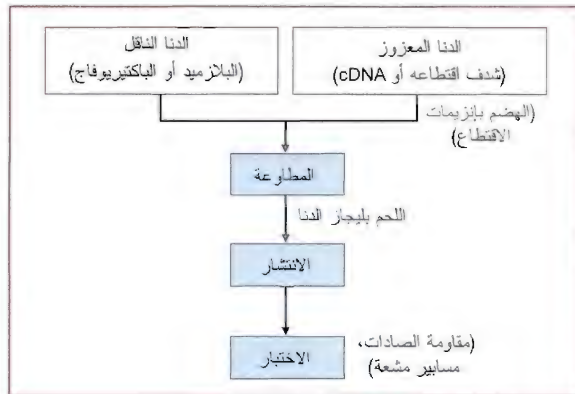 الدنا المعزوز
(شدف اقتطاعه أو cDNA)
الدنا الناقل
(البلازميد أو الباكتيريوفاج)
(الهضم بإنزيمات
الاقتطاع)
المطاوعة
اللحم بليجاز الدنا
الانتشار
الاختبار
(مقاومة الصادات،
مسابير مشعة)